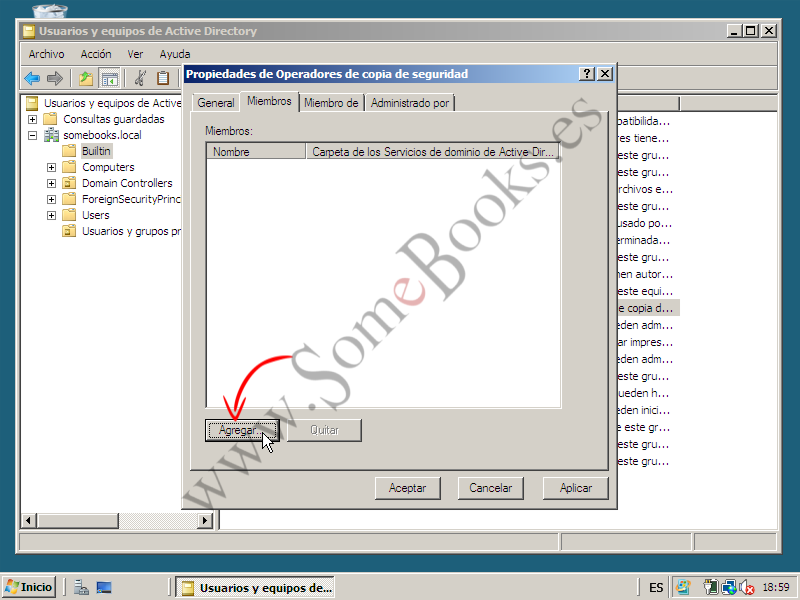 Usuarios y equipos de Active Directory
Archivo Acción Ver Ayuda
Propiedades de Operadores de copia de seguridad
General Miembros Miembro de Administrado por
Miembros:
Nombre Carpeta de los Servicios de dominio de Active Dir...
Agregar... Quitar
Aceptar Cancelar Aplicar
Usuarios y equipos de Active
Consultas guardadas
somebooks.local
Builtin
Computers
Domain Controllers
ForeignSecurityPrinc
Users
Usuarios y grupos pr
patibilida...
res tiene...
este gru...
este gru...
rchivos e...
este gru...
usado po...
erminada...
este gru...
nen autor...
este equi...
e copia d...
eden adm...
ar impres...
eden adm...
este gru...
ueden h...
eden inici...
e este gr...
este gru...
este gru...
www.SomeBooks.es
Inicio Usuarios y equipos de... ES 18:59